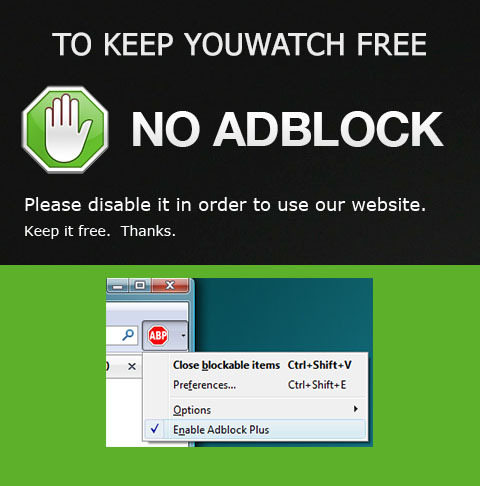 TO KEEP YOUWATCH FREE
NO ADBLOCK
Please disable it in order to use our website.
Keep it free.  Thanks.
ABP
Close blockable items Ctrl+Shift+V
Preferences... Ctrl+Shift+E
Options
Enable Adblock Plus